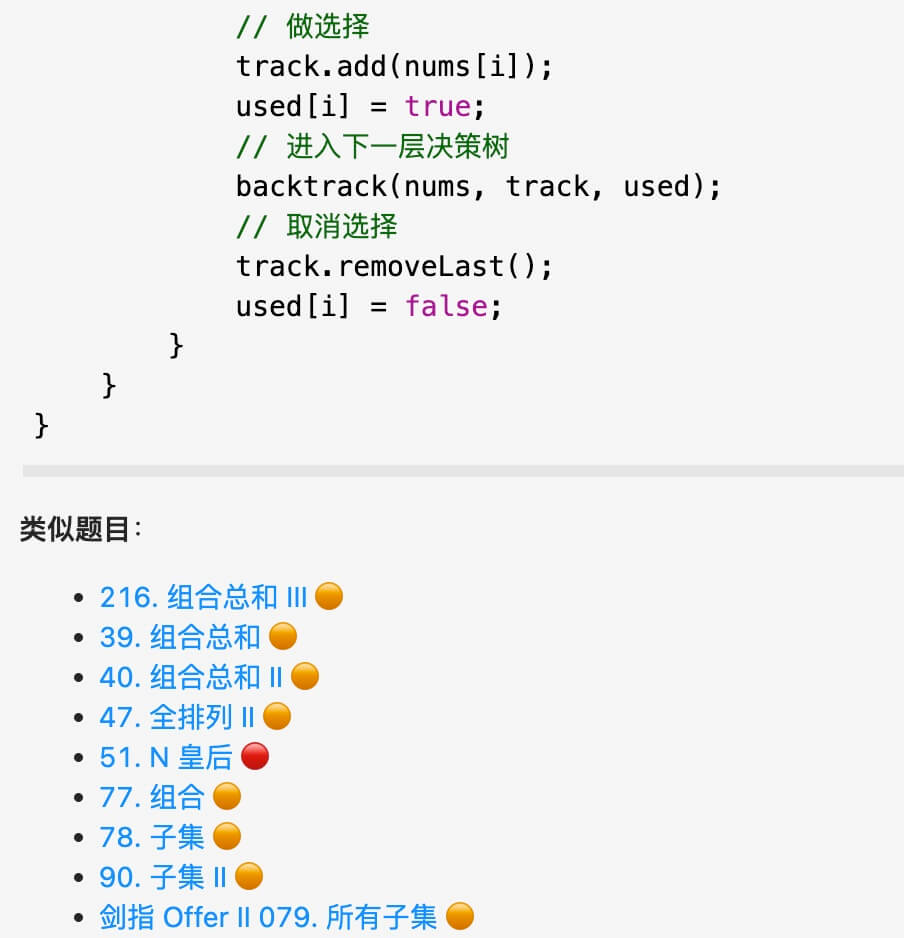 // 做选择
track.add(nums[i]);
used[i] = true;
// 进入下一层决策树
backtrack(nums, track, used);
// 取消选择
track.removeLast();
used[i] = false;
}
}
}
类似题目：
• 216. 组合总和 III
• 39. 组合总和
• 40. 组合总和 II
• 47. 全排列 II
• 51. N 皇后
• 77. 组合
• 78. 子集
• 90. 子集 II
• 剑指 Offer II 079. 所有子集